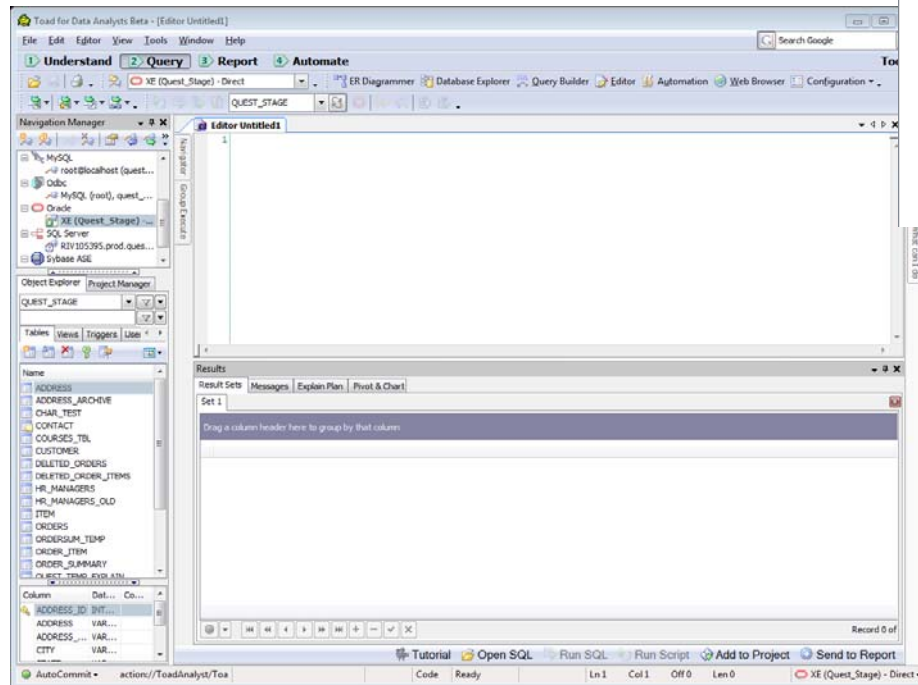 Toad for Data Analysts Beta - [Editor Untitled1]
File Edit Editor View Tools Window Help
Search Google
1 Understand 2 Query 3 Report 4 Automate
XE (Quest_Stage) - Direct
ER Diagrammer Database Explorer Query Builder Editor Automation Web Browser Configuration
QUEST_STAGE
Navigation Manager
Editor Untitled1
1
Navigator
Group Execute
MySQL
root@localhost (quest...
Odbc
MySQL (root), quest_...
Oracle
XE (Quest_Stage) -...
SQL Server
RIV105395.prod.ques...
Sybase ASE
What can I do
Object Explorer Project Manager
QUEST_STAGE
Tables Views Triggers User
Name
ADDRESS
ADDRESS_ARCHIVE
CHAR_TEST
CONTACT
COURSES_TBL
CUSTOMER
DELETED_ORDERS
DELETED_ORDER_ITEMS
HR_MANAGERS
HR_MANAGERS_OLD
ITEM
ORDERS
ORDERSUM_TEMP
ORDER_ITEM
ORDER_SUMMARY
QUEST_TEMP_EXPLAIN
Results
Result Sets Messages Explain Plan Pivot & Chart
Set 1
Drag a column header here to group by that column
Column Dat... Co...
ADDRESS_ID INT...
ADDRESS VAR...
ADDRESS_... VAR...
CITY VAR...
Record 0 of
Tutorial Open SQL Run SQL Run Script Add to Project Send to Report
AutoCommit action://ToadAnalyst/Toa Code Ready Ln 1 Col 1 Off 0 Len 0 XE (Quest_Stage) - Direct